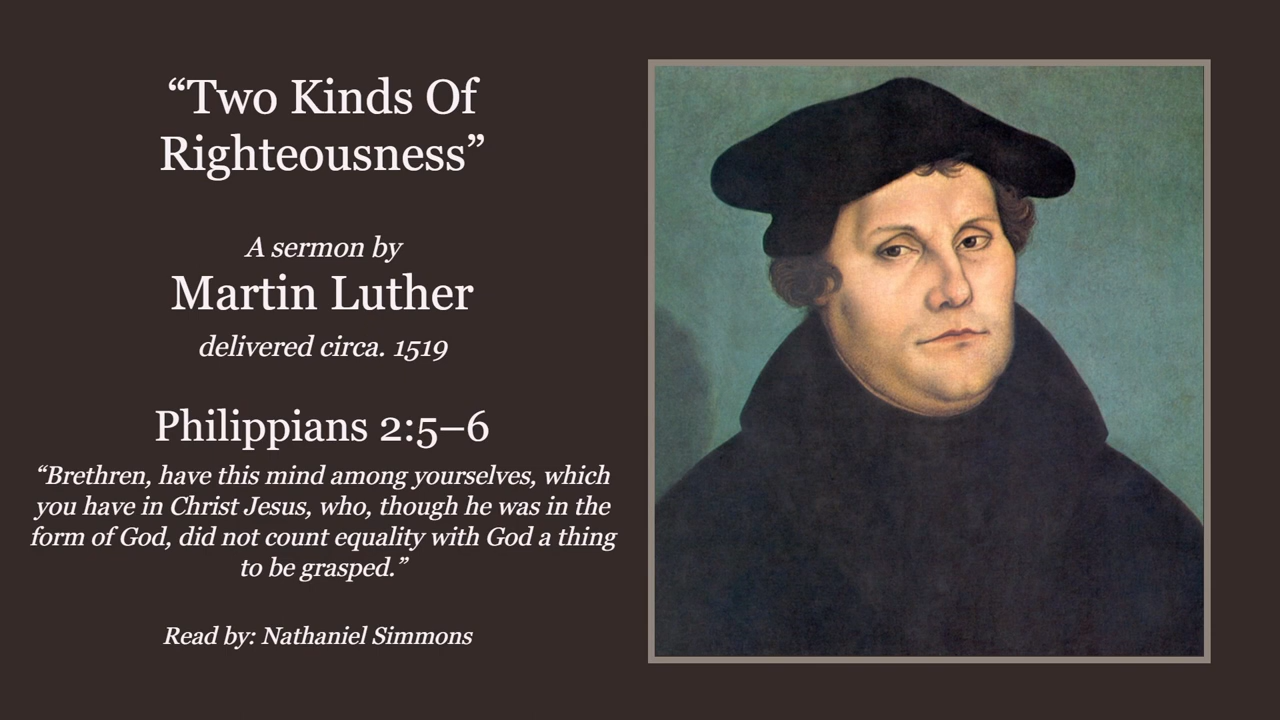 “Two Kinds Of
Righteousness”
A sermon by
Martin Luther
delivered circa. 1519
Philippians 2:5–6
“Brethren, have this mind among yourselves, which
you have in Christ Jesus, who, though he was in the
form of God, did not count equality with God a thing
to be grasped.”
Read by: Nathaniel Simmons